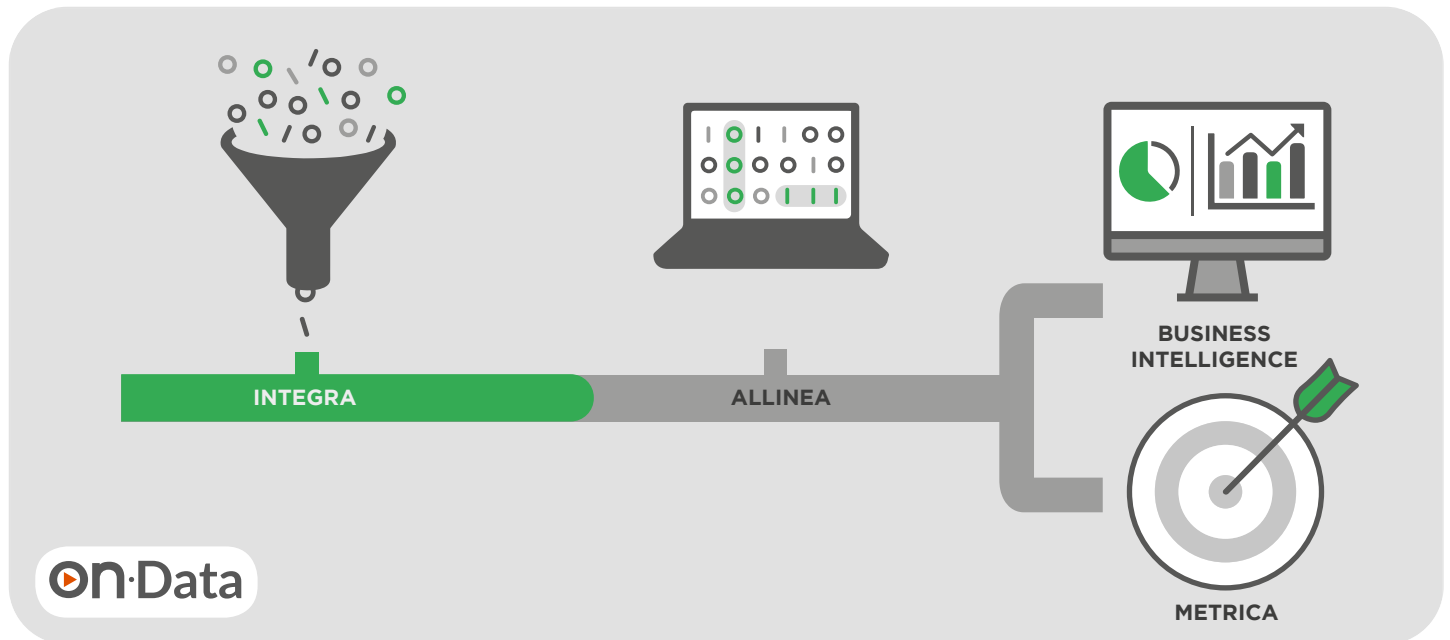 INTEGRA
ALLINEA
BUSINESS
INTELLIGENCE
METRICA
on·Data